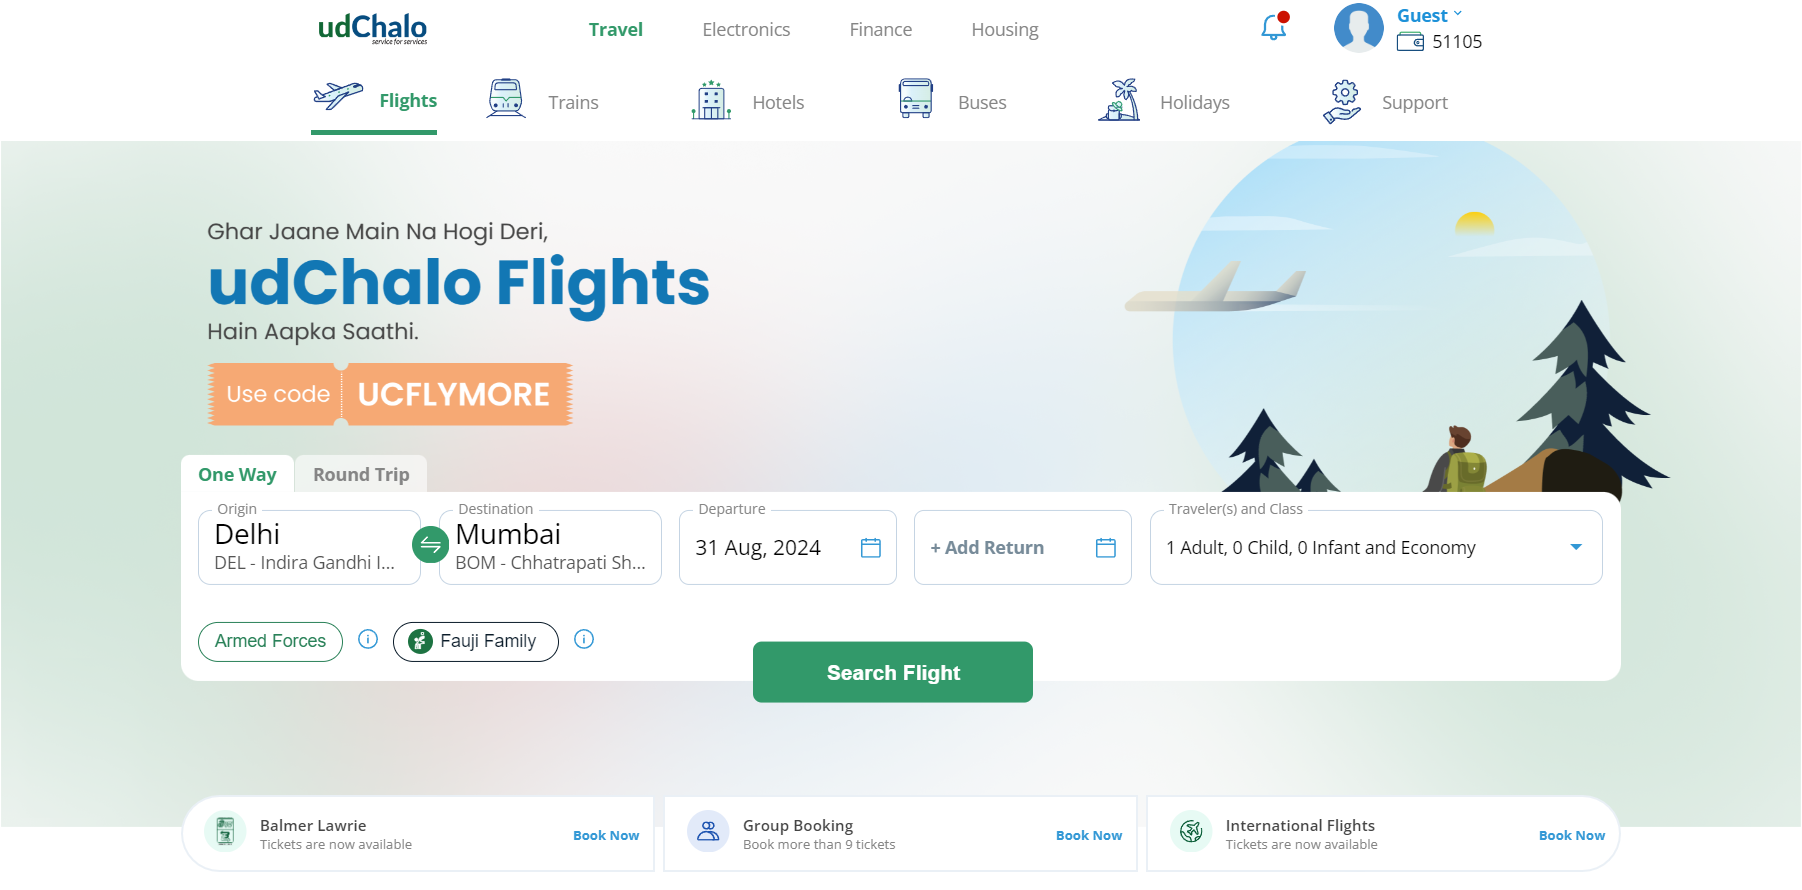 udChalo
service for services
Travel
Electronics
Finance
Housing
Guest
51105
Flights
Trains
Hotels
Buses
Holidays
Support
Ghar Jaane Main Na Hogi Deri,
udChalo Flights
Hain Aapka Saathi.
Use code UCFLYMORE
One Way
Round Trip
Origin
Delhi
DEL - Indira Gandhi I...
Destination
Mumbai
BOM - Chhatrapati Sh...
Departure
31 Aug, 2024
+ Add Return
Traveler(s) and Class
1 Adult, 0 Child, 0 Infant and Economy
Armed Forces
Fauji Family
Search Flight
Balmer Lawrie
Tickets are now available
Book Now
Group Booking
Book more than 9 tickets
Book Now
International Flights
Tickets are now available
Book Now